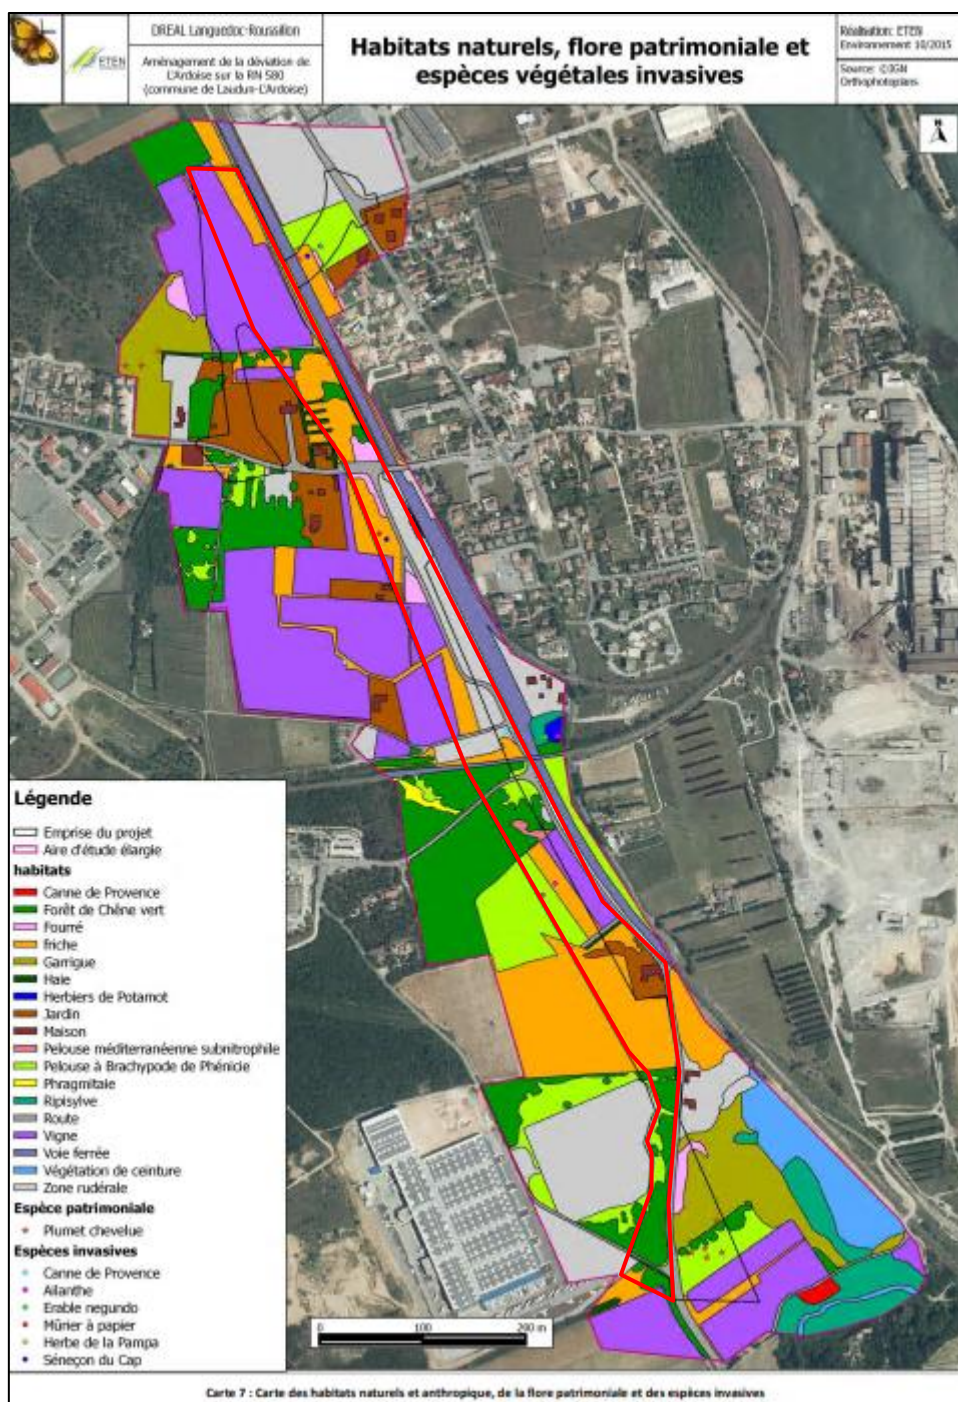 DREAL Languedoc-Roussillon
ETEN
Aménagement de la déviation de
L'Ardoise sur la RN 580
(commune de Laudun-L'Ardoise)
Habitats naturels, flore patrimoniale et
espèces végétales invasives
Réalisation: ETEN
Environnement 10/2015
Source: ©IGN
Orthophotoplans
N
Légende
Emprise du projet
Aire d'étude élargie
habitats
Canne de Provence
Forêt de Chêne vert
Fourré
friche
Garrigue
Haie
Herbiers de Potamot
Jardin
Maison
Pelouse méditerranéenne subnitrophile
Pelouse à Brachypode de Phénicie
Phragmitaie
Ripisylve
Route
Vigne
Voie ferrée
Végétation de ceinture
Zone rudérale
Espèce patrimoniale
Plumet chevelue
Espèces invasives
Canne de Provence
Ailanthe
Erable negundo
Mûrier à papier
Herbe de la Pampa
Séneçon du Cap
0 100 200 m
Carte 7 : Carte des habitats naturels et anthropique, de la flore patrimoniale et des espèces invasives